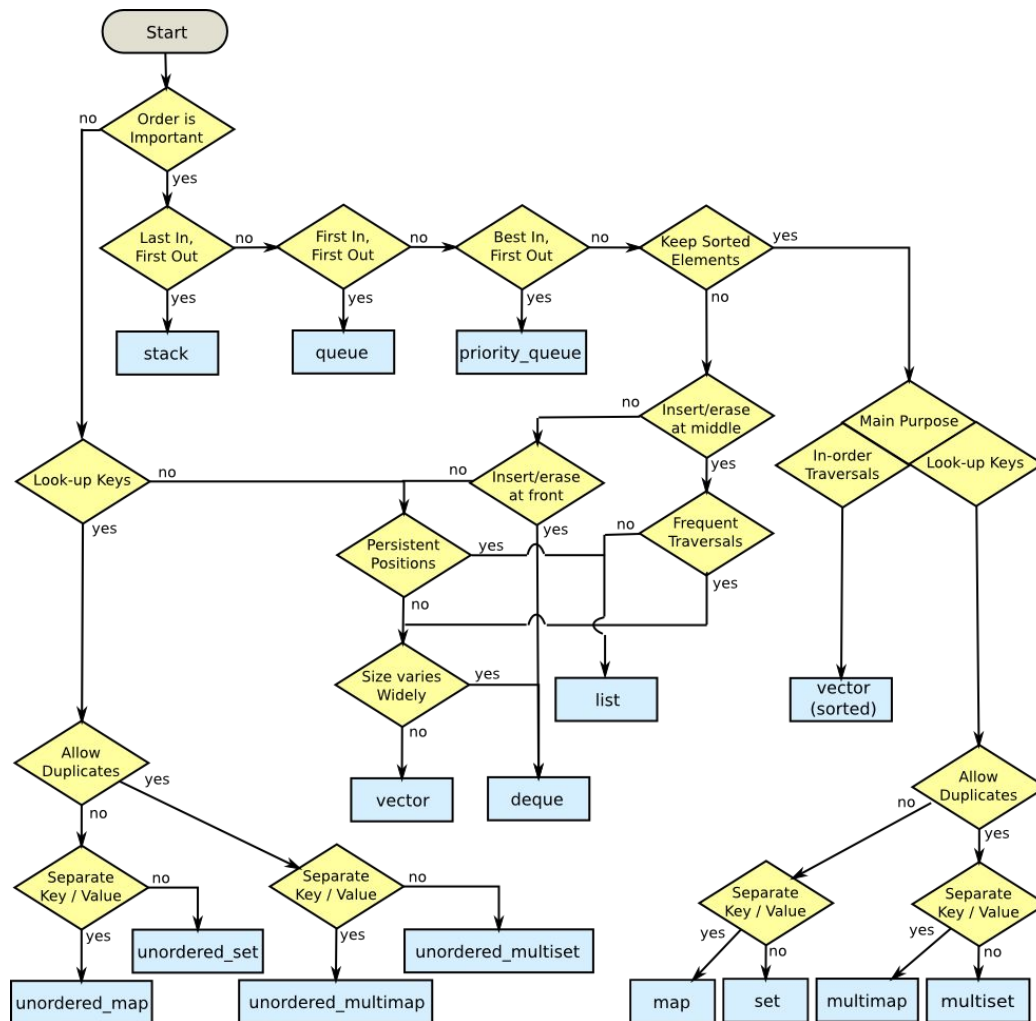 Start
no
Order is
Important
yes
Last In,
First Out
no
First In,
First Out
no
Best In,
First Out
no
Keep Sorted
Elements
yes
yes
yes
yes
no
stack
queue
priority_queue
no
Insert/erase
at middle
Main Purpose
In-order
Traversals
Look-up Keys
Look-up Keys
no
no
Insert/erase
at front
yes
yes
yes
Persistent
Positions
yes
no
Frequent
Traversals
no
yes
Size varies
Widely
yes
list
vector
(sorted)
no
vector
deque
Allow
Duplicates
yes
no
Allow
Duplicates
no
yes
Separate
Key / Value
no
Separate
Key / Value
no
Separate
Key / Value
Separate
Key / Value
yes
yes
yes
no
yes
no
unordered_set
unordered_multiset
unordered_map
unordered_multimap
map
set
multimap
multiset